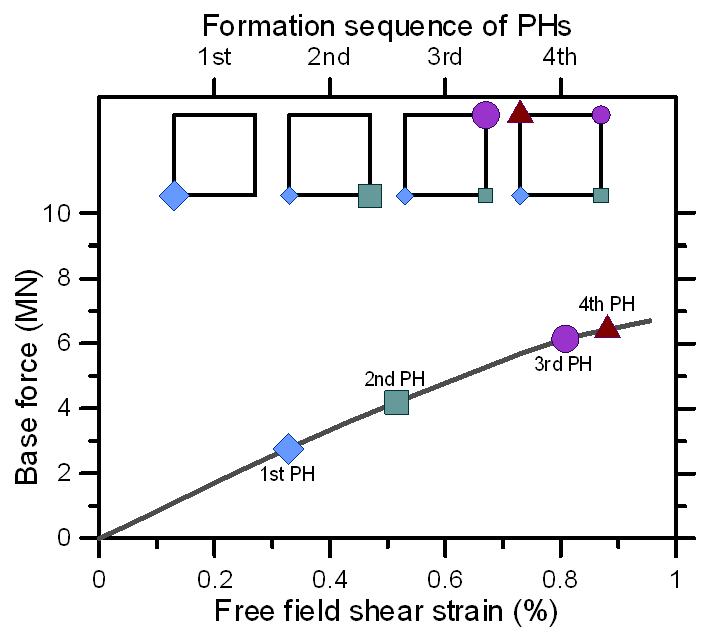 Formation sequence of PHs
1st 2nd 3rd 4th
10
8
6
4
2
0
Base force (MN)
4th PH
3rd PH
2nd PH
1st PH
0 0.2 0.4 0.6 0.8 1
Free field shear strain (%)